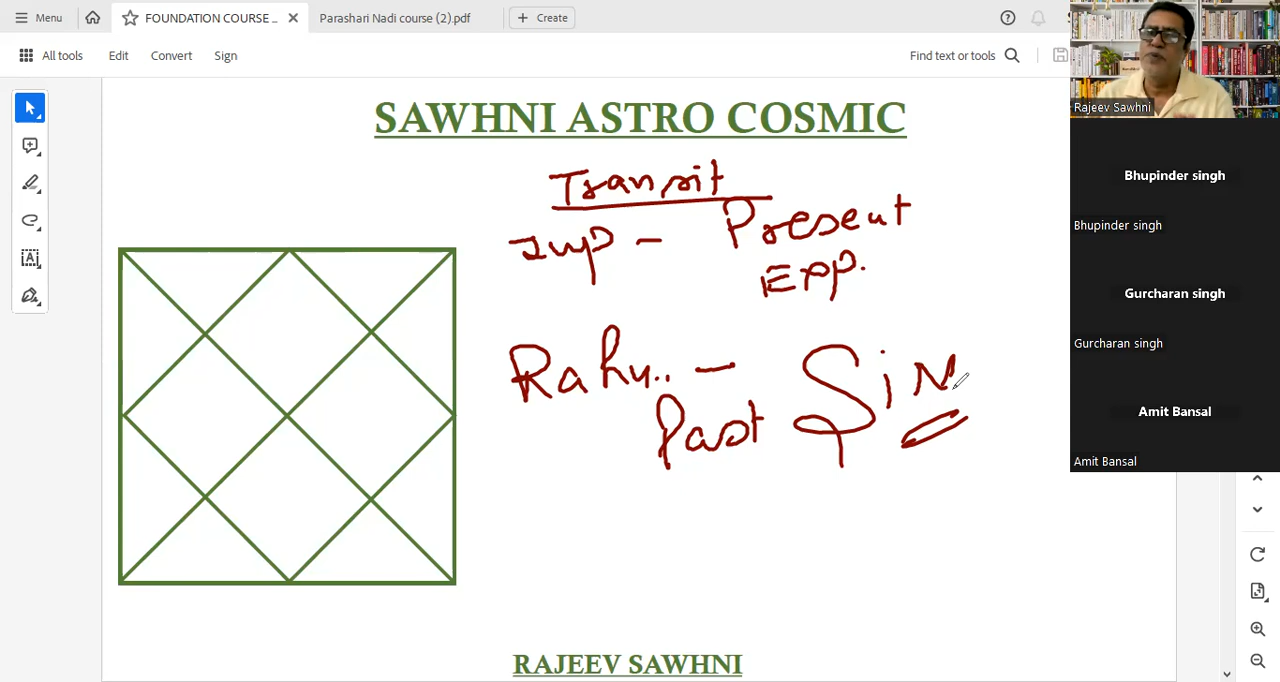 Menu
FOUNDATION COURSE ...
Parashari Nadi course (2).pdf
Create
All tools
Edit
Convert
Sign
Find text or tools
SAWHNI ASTRO COSMIC
Transit
Jup - Present
Epp.
Rahu.. - Sin
Past
RAJEEV SAWHNI
Rajeev Sawhni
Bhupinder singh
Bhupinder singh
Gurcharan singh
Gurcharan singh
Amit Bansal
Amit Bansal